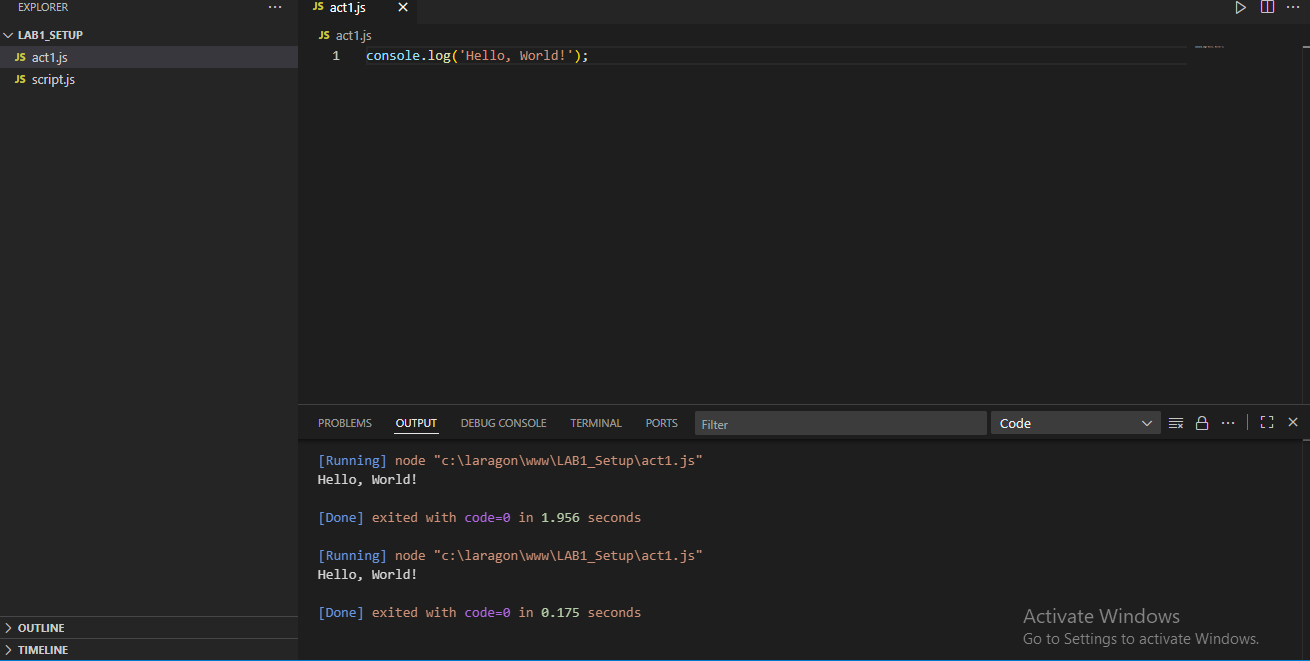 EXPLORER
LAB1_SETUP
JS act1.js
JS script.js
OUTLINE
TIMELINE
JS act1.js
JS act1.js
1 console.log('Hello, World!');
PROBLEMS OUTPUT DEBUG CONSOLE TERMINAL PORTS Filter Code
[Running] node "c:\laragon\www\LAB1_Setup\act1.js"
Hello, World!
[Done] exited with code=0 in 1.956 seconds
[Running] node "c:\laragon\www\LAB1_Setup\act1.js"
Hello, World!
[Done] exited with code=0 in 0.175 seconds
Activate Windows
Go to Settings to activate Windows.